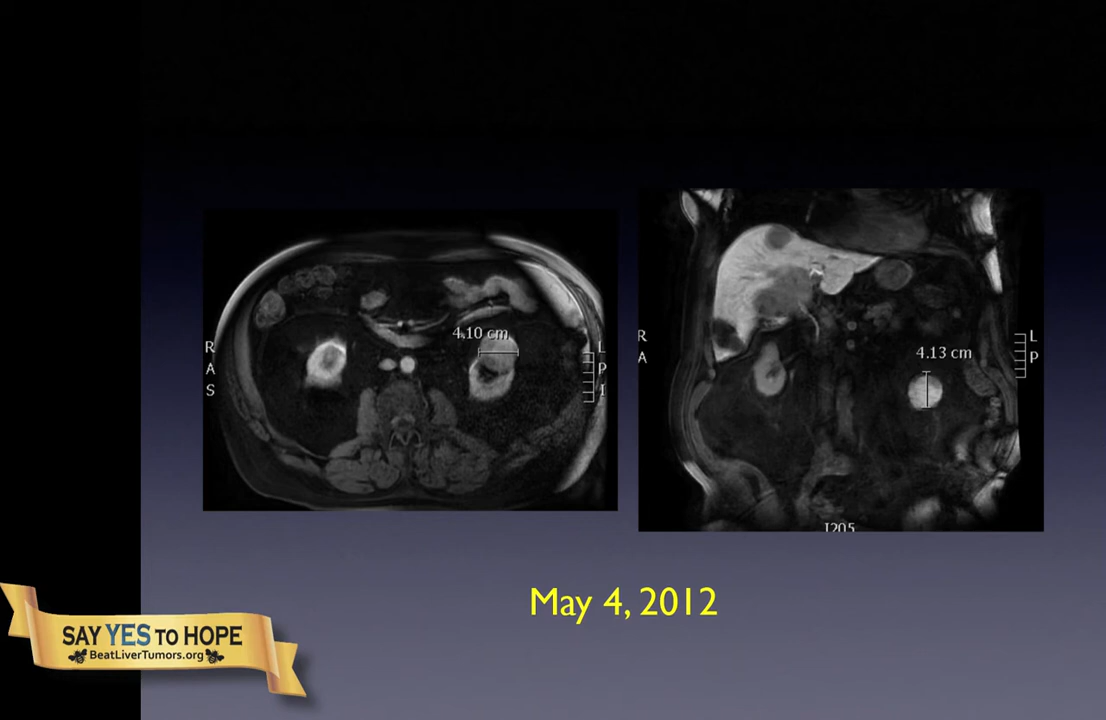 R
A
S
4.10 cm
L
P
I
R
A
4.13 cm
L
P
I205
May 4, 2012
SAY YES TO HOPE
BeatLiverTumors.org